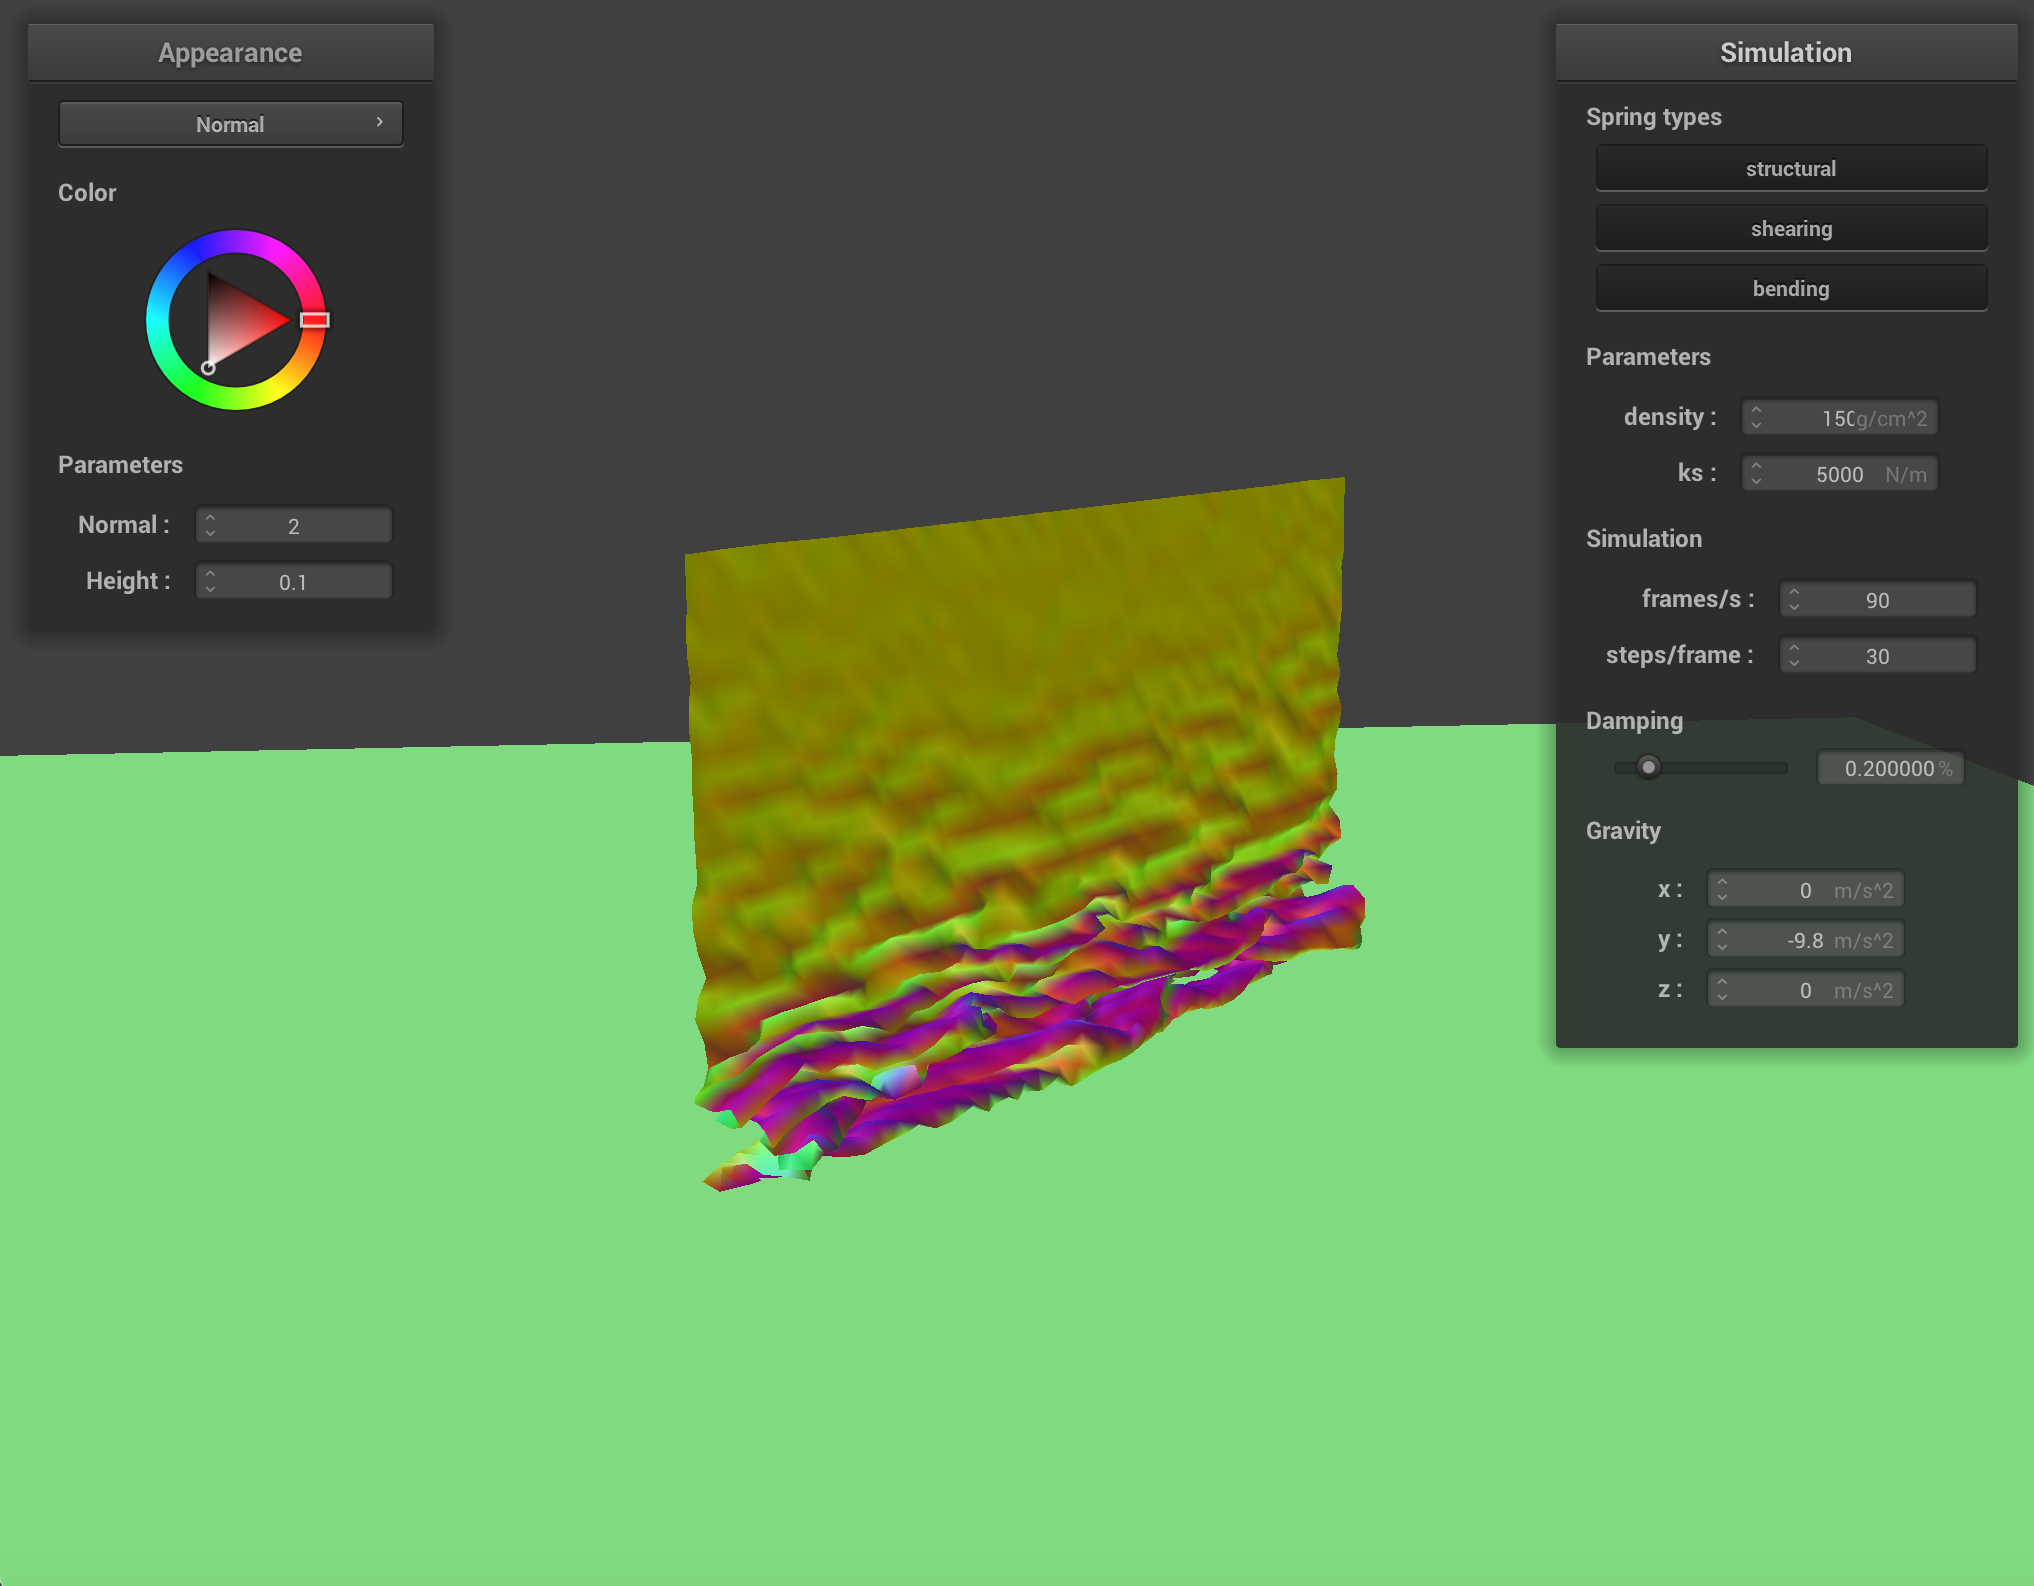 Appearance
Normal
Color
Parameters
Normal : 2
Height : 0.1
Simulation
Spring types
structural
shearing
bending
Parameters
density : 150 g/cm^2
ks : 5000 N/m
Simulation
frames/s : 90
steps/frame : 30
Damping
0.200000 %
Gravity
x : 0 m/s^2
y : -9.8 m/s^2
z : 0 m/s^2